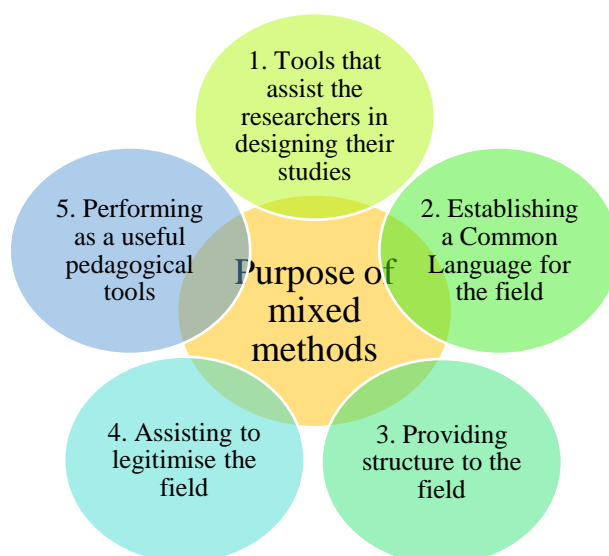 1. Tools that
assist the
researchers in
designing their
studies
2. Establishing
a Common
Language for
the field
3. Providing
structure to the
field
4. Assisting to
legitimise the
field
5. Performing
as a useful
pedagogical
tools
Purpose of
mixed
methods